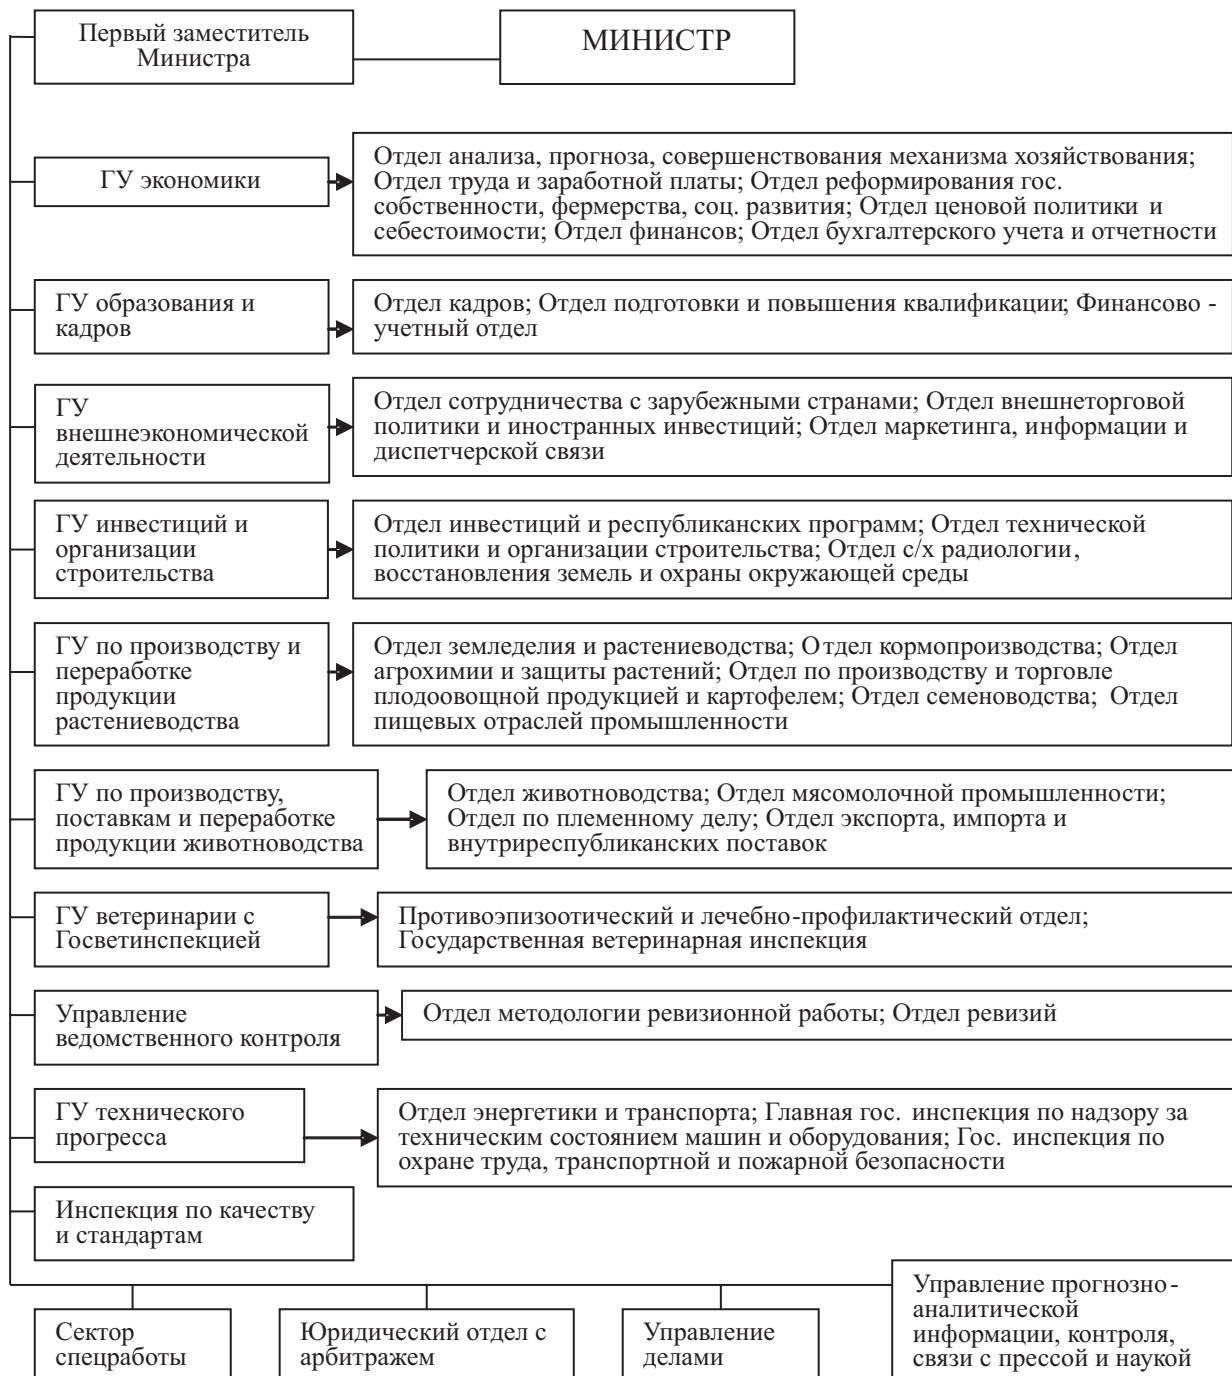 Первый заместитель
Министра
МИНИСТР
ГУ экономики
Отдел анализа, прогноза, совершенствования механизма хозяйствования;
Отдел труда и заработной платы; Отдел реформирования гос.
собственности, фермерства, соц. развития; Отдел ценовой политики и
себестоимости; Отдел финансов; Отдел бухгалтерского учета и отчетности
ГУ образования и
кадров
Отдел кадров; Отдел подготовки и повышения квалификации; Финансово -
учетный отдел
ГУ
внешнеэкономической
деятельности
Отдел сотрудничества с зарубежными странами; Отдел внешнеторговой
политики и иностранных инвестиций; Отдел маркетинга, информации и
диспетчерской связи
ГУ инвестиций и
организации
строительства
Отдел инвестиций и республиканских программ; Отдел технической
политики и организации строительства; Отдел с/х радиологии,
восстановления земель и охраны окружающей среды
ГУ по производству и
переработке
продукции
растениеводства
Отдел земледелия и растениеводства; Отдел кормопроизводства; Отдел
агрохимии и защиты растений; Отдел по производству и торговле
плодоовощной продукцией и картофелем; Отдел семеноводства; Отдел
пищевых отраслей промышленности
ГУ по производству,
поставкам и переработке
продукции животноводства
Отдел животноводства; Отдел мясомолочной промышленности;
Отдел по племенному делу; Отдел экспорта, импорта и
внутриреспубликанских поставок
ГУ ветеринарии с
Госветинспекцией
Противоэпизоотический и лечебно-профилактический отдел;
Государственная ветеринарная инспекция
Управление
ведомственного контроля
Отдел методологии ревизионной работы; Отдел ревизий
ГУ технического
прогресса
Отдел энергетики и транспорта; Главная гос. инспекция по надзору за
техническим состоянием машин и оборудования; Гос. инспекция по
охране труда, транспортной и пожарной безопасности
Инспекция по качеству
и стандартам
Сектор
спецработы
Юридический отдел с
арбитражем
Управление
делами
Управление прогнозно-
аналитической
информации, контроля,
связи с прессой и наукой